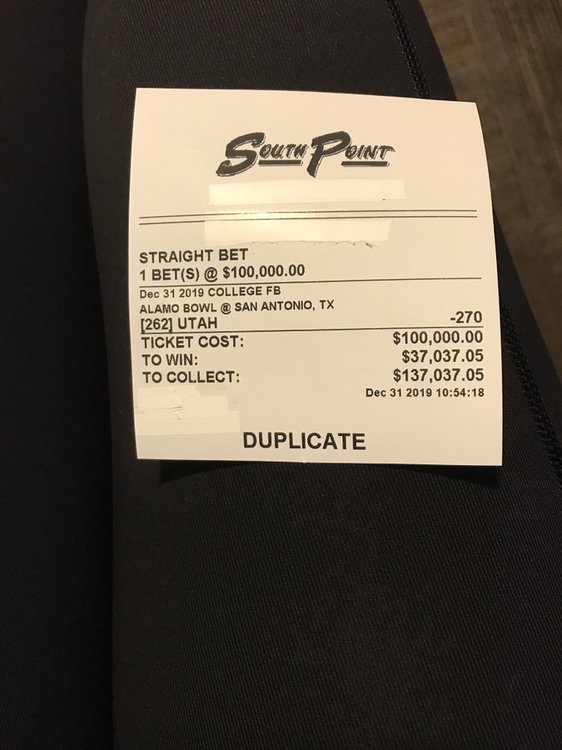 SOUTH POINT
STRAIGHT BET
1 BET(S) @ $100,000.00
Dec 31 2019 COLLEGE FB
ALAMO BOWL @ SAN ANTONIO, TX
[262] UTAH -270
TICKET COST: $100,000.00
TO WIN: $37,037.05
TO COLLECT: $137,037.05
Dec 31 2019 10:54:18
DUPLICATE